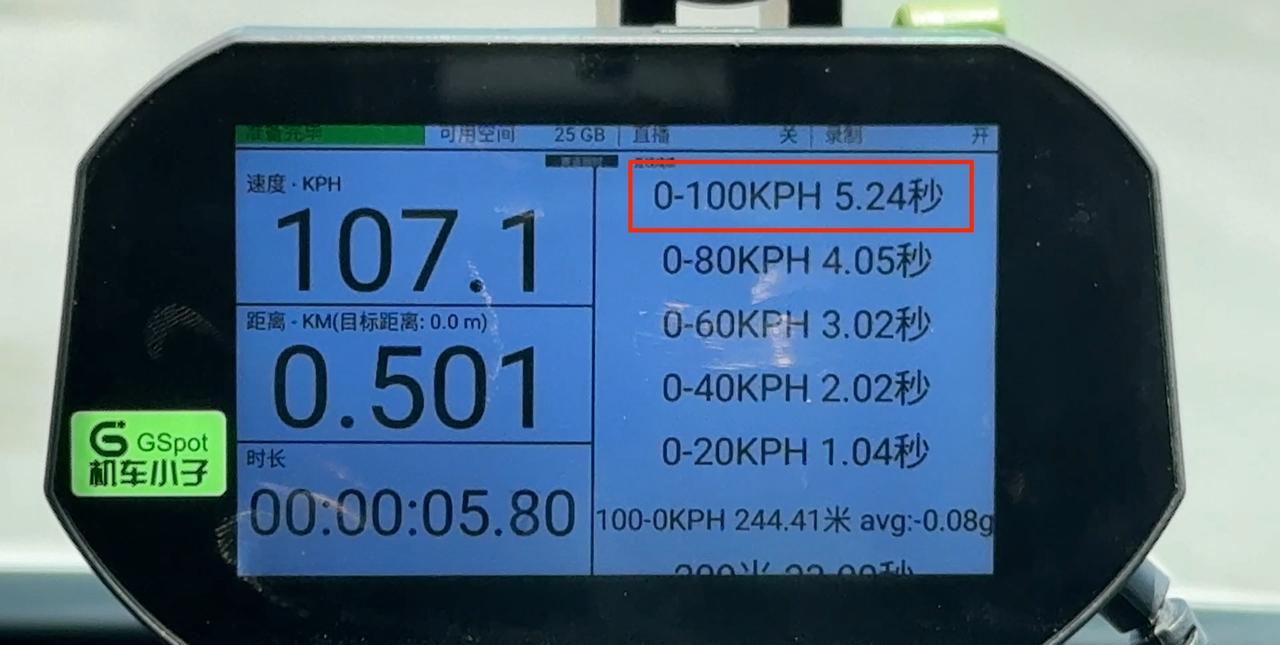 准备完毕 可用空间 25 GB 直播 关 录制 开
速度·KPH
107.1
距离·KM(目标距离: 0.0 m)
0.501
时长
00:00:05.80
0-100KPH 5.24秒
0-80KPH 4.05秒
0-60KPH 3.02秒
0-40KPH 2.02秒
0-20KPH 1.04秒
100-0KPH 244.41米 avg:-0.08g
GSpot
机车小子